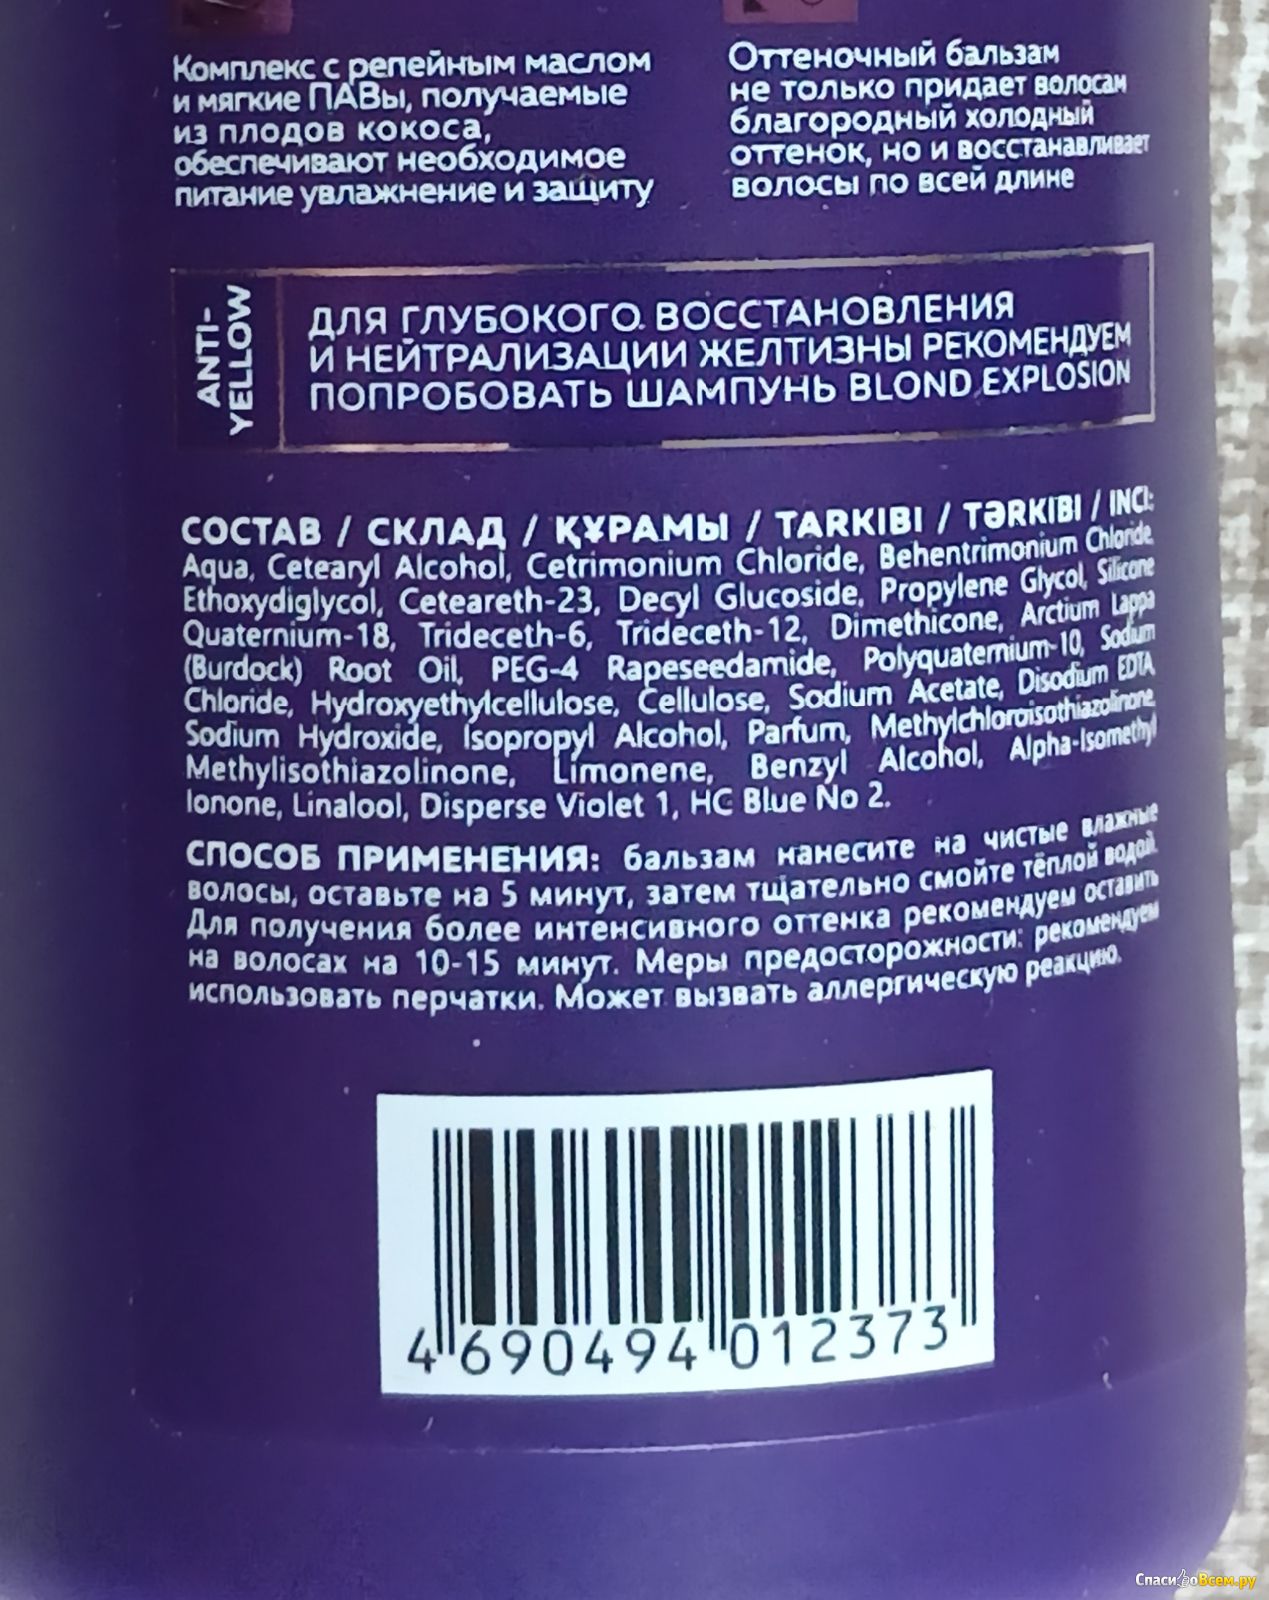 Комплекс с репейным маслом
и мягкие ПАВы, получаемые
из плодов кокоса,
обеспечивают необходимое
питание увлажнение и защиту
Оттеночный бальзам
не только придает волосам
благородный холодный
оттенок, но и восстанавливает
волосы по всей длине
ANTI-
YELLOW
ДЛЯ ГЛУБОКОГО ВОССТАНОВЛЕНИЯ
И НЕЙТРАЛИЗАЦИИ ЖЕЛТИЗНЫ РЕКОМЕНДУЕМ
ПОПРОБОВАТЬ ШАМПУНЬ BLOND EXPLOSION
СОСТАВ / СКЛАД / ҚҰРАМЫ / TARKIBI / TƏRKIBI / INCI:
Aqua, Cetearyl Alcohol, Cetrimonium Chloride, Behentrimonium Chloride,
Ethoxydiglycol, Ceteareth-23, Decyl Glucoside, Propylene Glycol, Silicone
Quaternium-18, Trideceth-6, Trideceth-12, Dimethicone, Arctium Lappa
(Burdock) Root Oil, PEG-4 Rapeseedamide, Polyquaternium-10, Sodium
Chloride, Hydroxyethylcellulose, Cellulose, Sodium Acetate, Disodium EDTA
Sodium Hydroxide, Isopropyl Alcohol, Parfum, Methylchloroisothiazolinone,
Methylisothiazolinone, Limonene, Benzyl Alcohol, Alpha-Isomethyl
Ionone, Linalool, Disperse Violet 1, HC Blue No 2.
СПОСОБ ПРИМЕНЕНИЯ: бальзам нанесите на чистые влажные
волосы, оставьте на 5 минут, затем тщательно смойте тёплой водой.
Для получения более интенсивного оттенка рекомендуем оставить
на волосах на 10-15 минут. Меры предосторожности: рекомендуем
использовать перчатки. Может вызвать аллергическую реакцию.
4 690494 012373
СпасибоВсем.ру